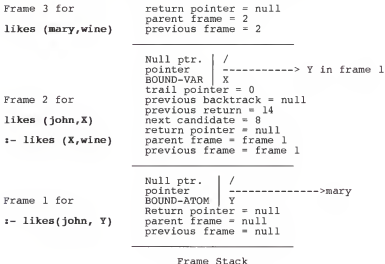 Frame 3 for return pointer = null
parent frame = 2
likes (mary,wine) previous frame = 2
Null ptr. | /
pointer | -----------> Y in frame 1
BOUND-VAR | X
trail pointer = 0
Frame 2 for previous backtrack = null
previous return = 14
likes (john,X) next candidate = 8
return pointer = null
:- likes (X,wine) parent frame = frame 1
previous frame = frame 1
Null ptr. | /
pointer | -------------->mary
Frame 1 for BOUND-ATOM | Y
Return pointer = null
:- likes(john, Y) parent frame = null
previous frame = null
Frame Stack